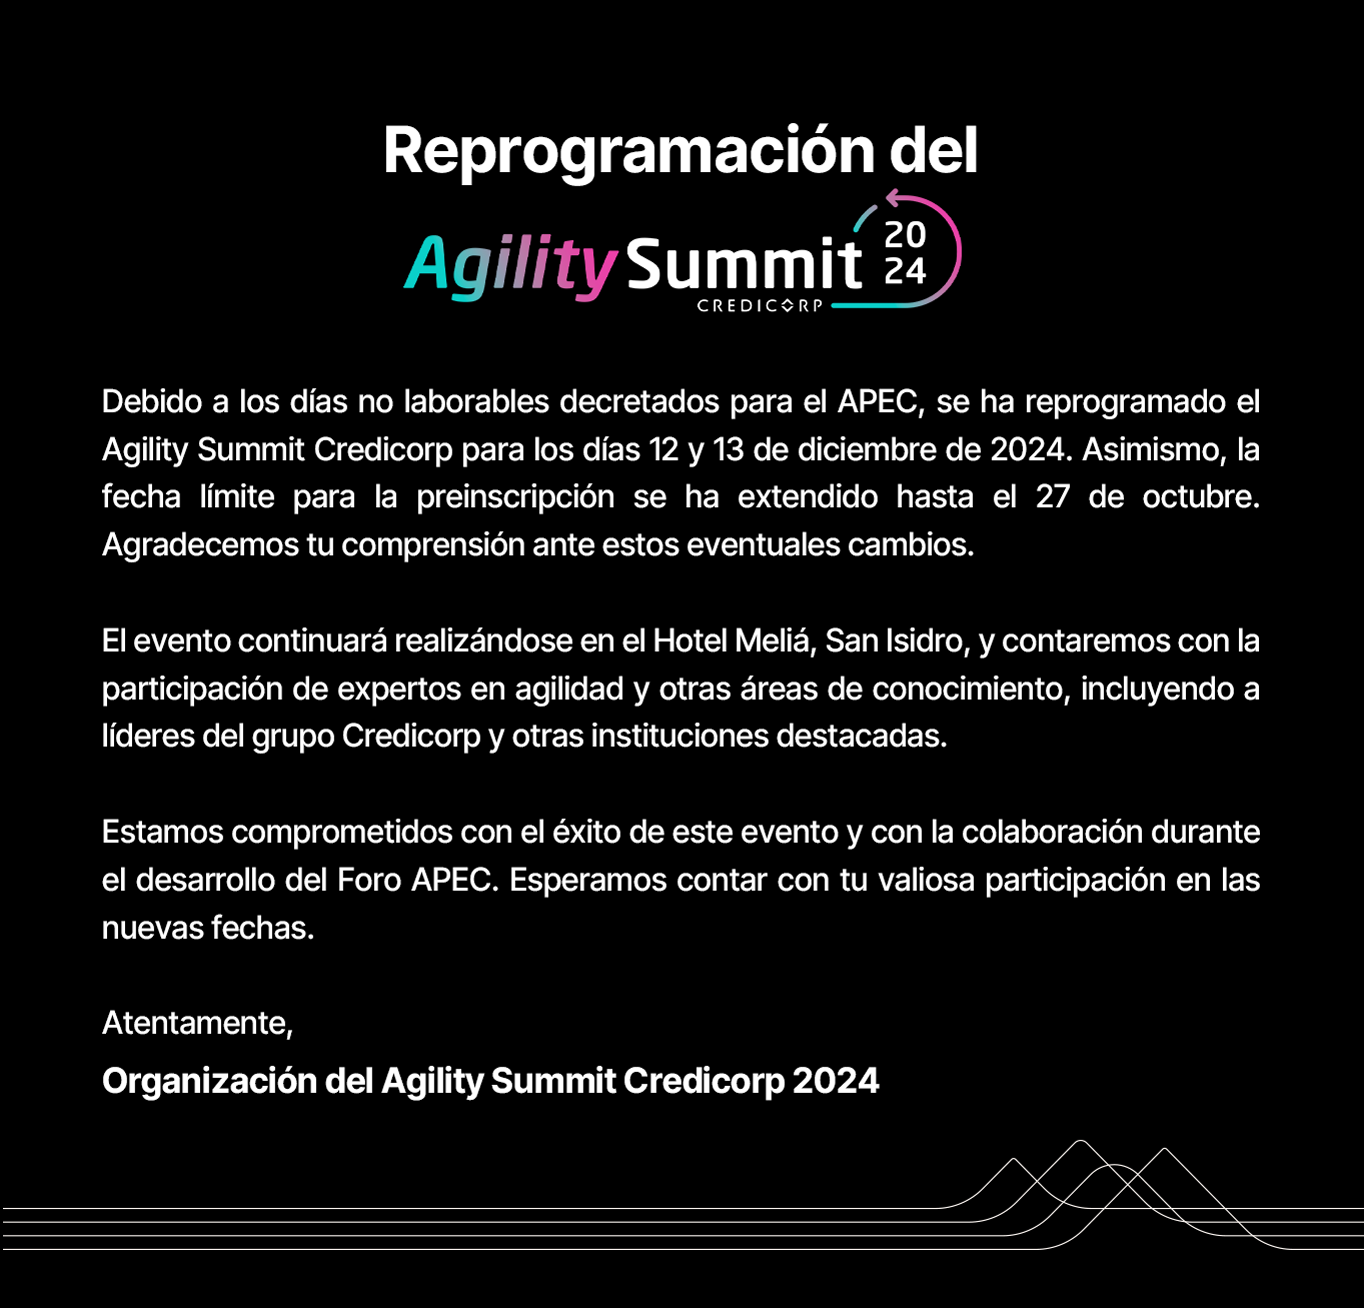 Reprogramación del
Agility Summit 2024
CREDICORP
Debido a los días no laborables decretados para el APEC, se ha reprogramado el
Agility Summit Credicorp para los días 12 y 13 de diciembre de 2024. Asimismo, la
fecha límite para la preinscripción se ha extendido hasta el 27 de octubre.
Agradecemos tu comprensión ante estos eventuales cambios.
El evento continuará realizándose en el Hotel Meliá, San Isidro, y contaremos con la
participación de expertos en agilidad y otras áreas de conocimiento, incluyendo a
líderes del grupo Credicorp y otras instituciones destacadas.
Estamos comprometidos con el éxito de este evento y con la colaboración durante
el desarrollo del Foro APEC. Esperamos contar con tu valiosa participación en las
nuevas fechas.
Atentamente,
Organización del Agility Summit Credicorp 2024